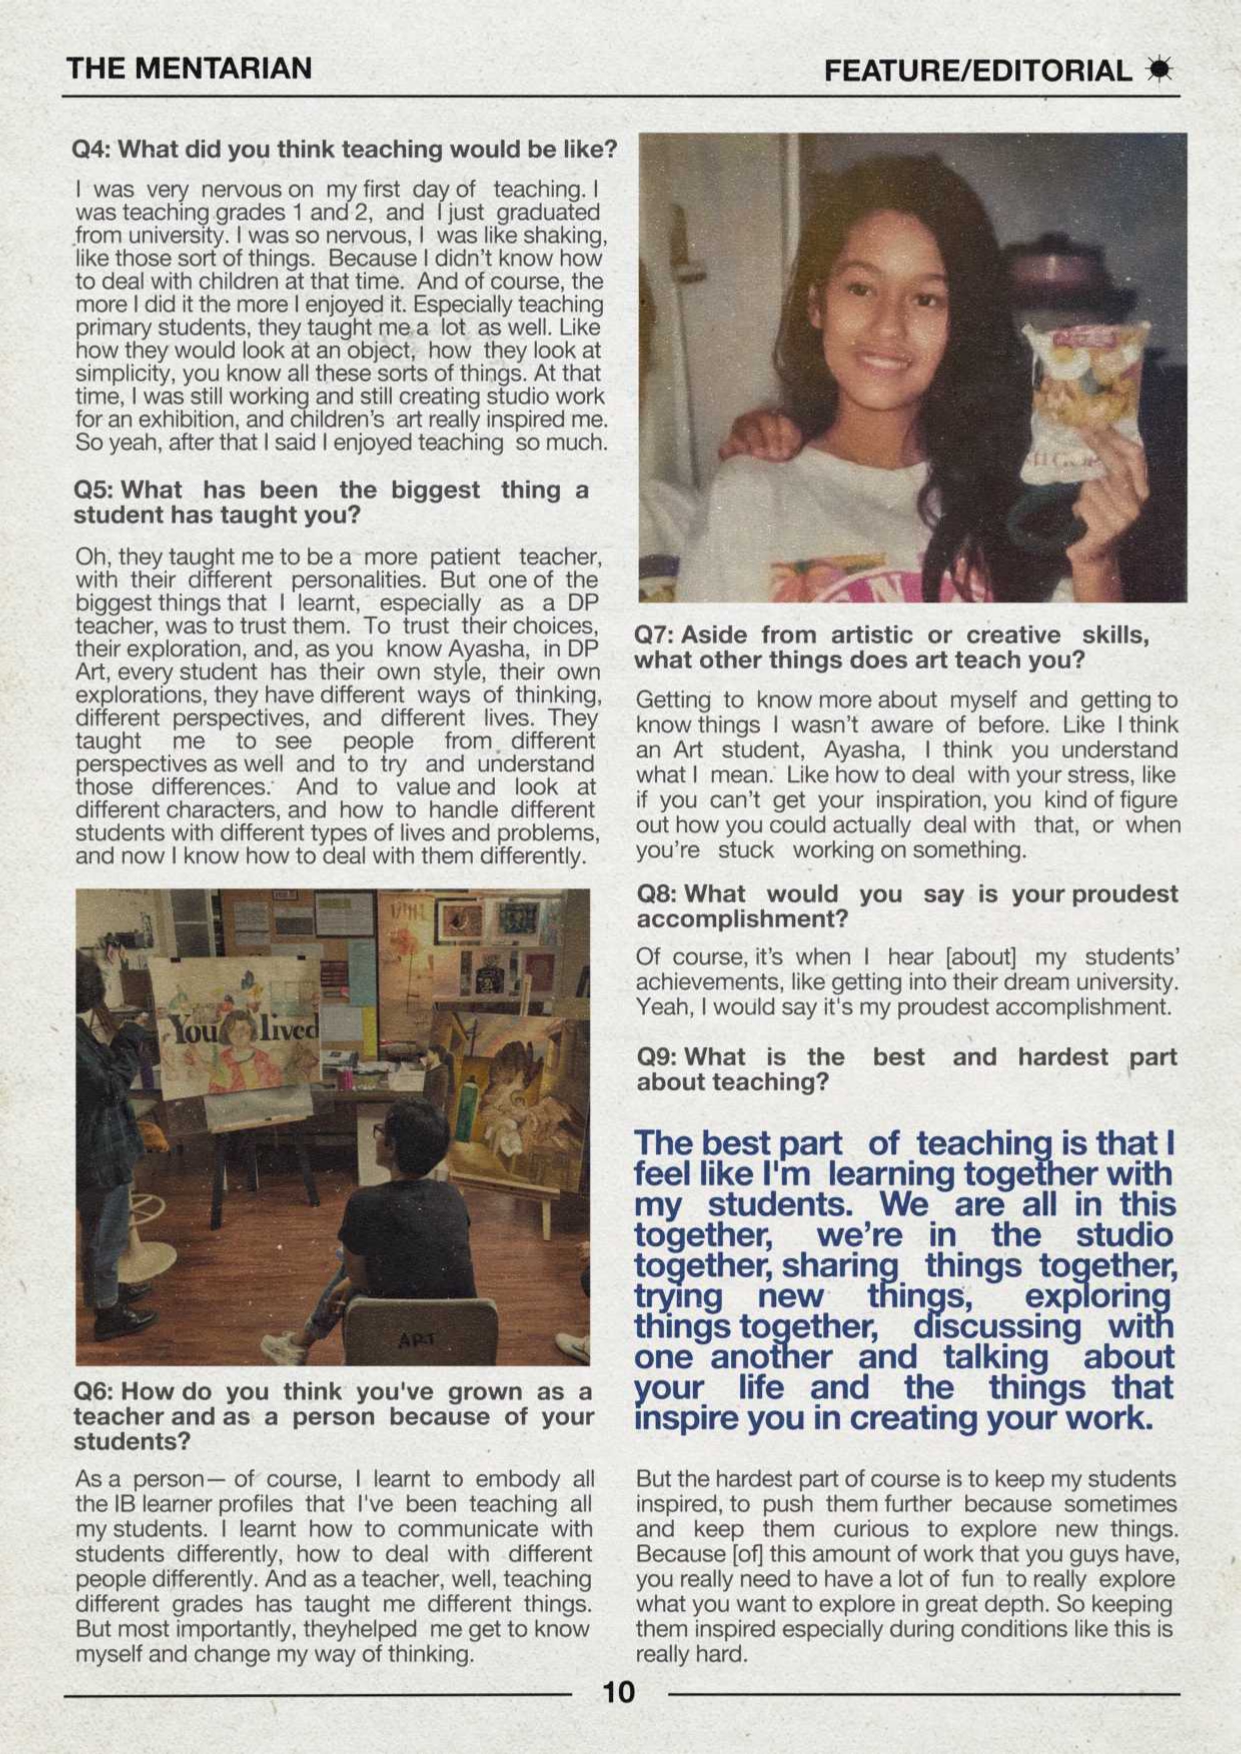 THE MENTARIAN
FEATURE/EDITORIAL
Q4: What did you think teaching would be like?
I was very nervous on my first day of teaching. I
was teaching grades 1 and 2, and I just graduated
from university. I was so nervous, I was like shaking,
like those sort of things. Because I didn't know how
to deal with children at that time. And of course, the
more I did it the more I enjoyed it. Especially teaching
primary students, they taught me a lot as well. Like
how they would look at an object, how they look at
simplicity, you know all these sorts of things. At that
time, I was still working and still creating studio work
for an exhibition, and children's art really inspired me.
So yeah, after that I said I enjoyed teaching so much.
Q5: What has been the biggest thing a
student has taught you?
Oh, they taught me to be a more patient teacher,
with their different personalities. But one of the
biggest things that I learnt, especially as a DP
teacher, was to trust them. To trust their choices,
their exploration, and, as you know Ayasha, in DP
Art, every student has their own style, their own
explorations, they have different ways of thinking,
different perspectives, and different lives. They
taught me to see people from different
perspectives as well and to try and understand
those differences. And to value and look at
different characters, and how to handle different
students with different types of lives and problems,
and now I know how to deal with them differently.
You lived
ART
Q6: How do you think you've grown as a
teacher and as a person because of your
students?
As a person— of course, I learnt to embody all
the IB learner profiles that I've been teaching all
my students. I learnt how to communicate with
students differently, how to deal with different
people differently. And as a teacher, well, teaching
different grades has taught me different things.
But most importantly, theyhelped me get to know
myself and change my way of thinking.
Q7: Aside from artistic or creative skills,
what other things does art teach you?
Getting to know more about myself and getting to
know things I wasn't aware of before. Like I think
an Art student, Ayasha, I think you understand
what I mean. Like how to deal with your stress, like
if you can't get your inspiration, you kind of figure
out how you could actually deal with that, or when
you're stuck working on something.
Q8: What would you say is your proudest
accomplishment?
Of course, it's when I hear [about] my students'
achievements, like getting into their dream university.
Yeah, I would say it's my proudest accomplishment.
Q9: What is the best and hardest part
about teaching?
The best part of teaching is that I
feel like I'm learning together with
my students. We are all in this
together, we're in the studio
together, sharing things together,
trying new things, exploring
things together, discussing with
one another and talking about
your life and the things that
inspire you in creating your work.
But the hardest part of course is to keep my students
inspired, to push them further because sometimes
and keep them curious to explore new things.
Because [of] this amount of work that you guys have,
you really need to have a lot of fun to really explore
what you want to explore in great depth. So keeping
them inspired especially during conditions like this is
really hard.
10